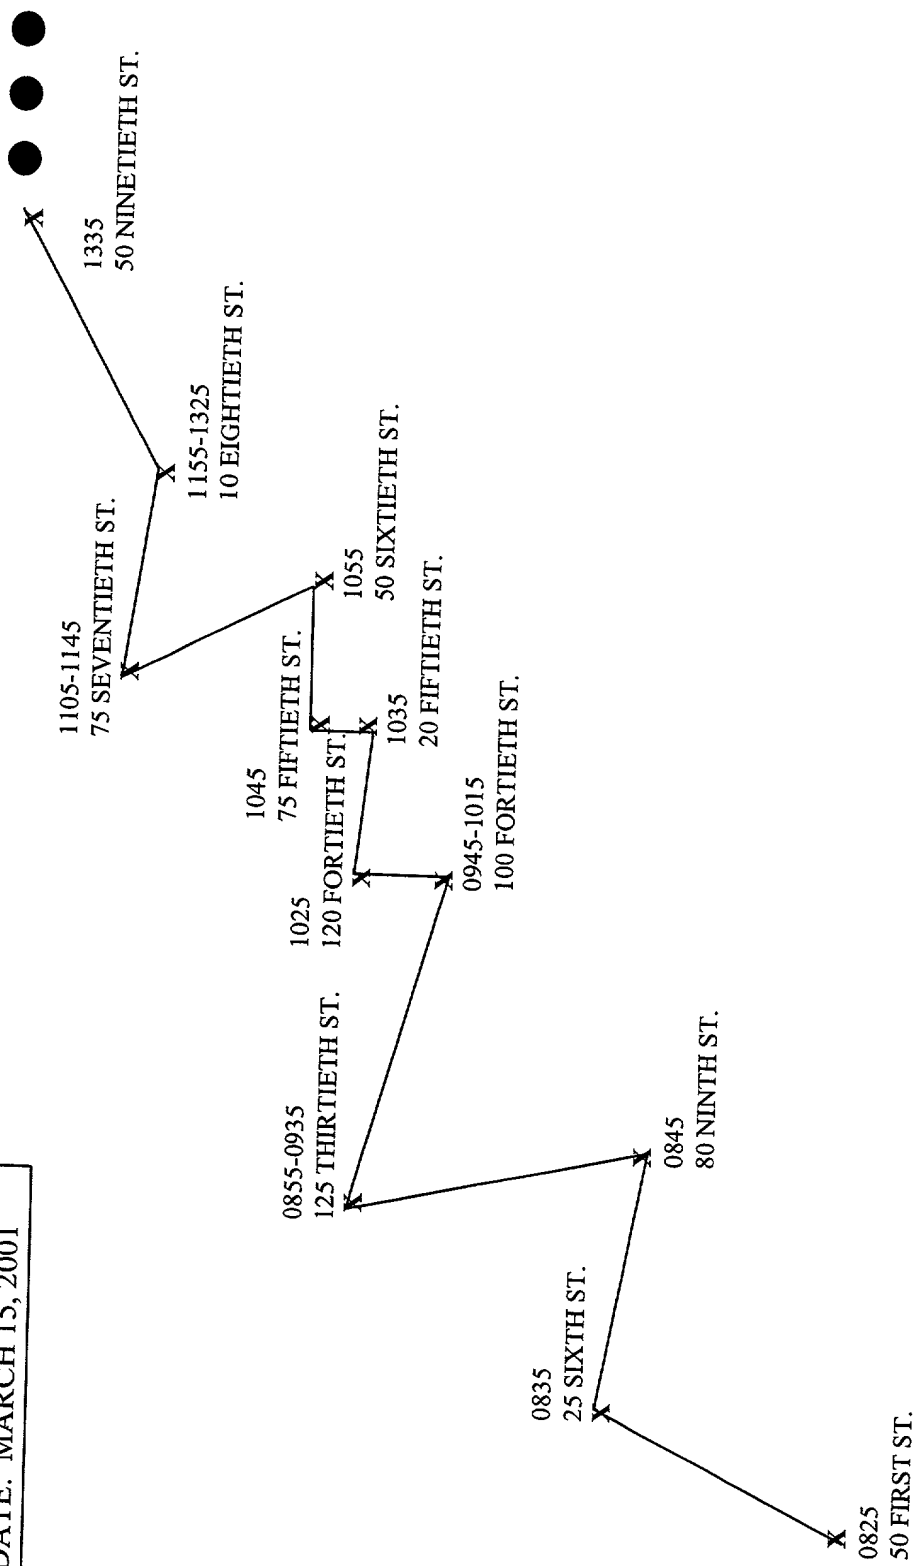 DATE: MARCH 15, 2001
0825
50 FIRST ST.
0835
25 SIXTH ST.
0845
80 NINTH ST.
0855-0935
125 THIRTIETH ST.
0945-1015
100 FORTIETH ST.
1025
120 FORTIETH ST.
1035
20 FIFTIETH ST.
1045
75 FIFTIETH ST.
1055
50 SIXTIETH ST.
1105-1145
75 SEVENTIETH ST.
1155-1325
10 EIGHTIETH ST.
1335
50 NINETIETH ST.